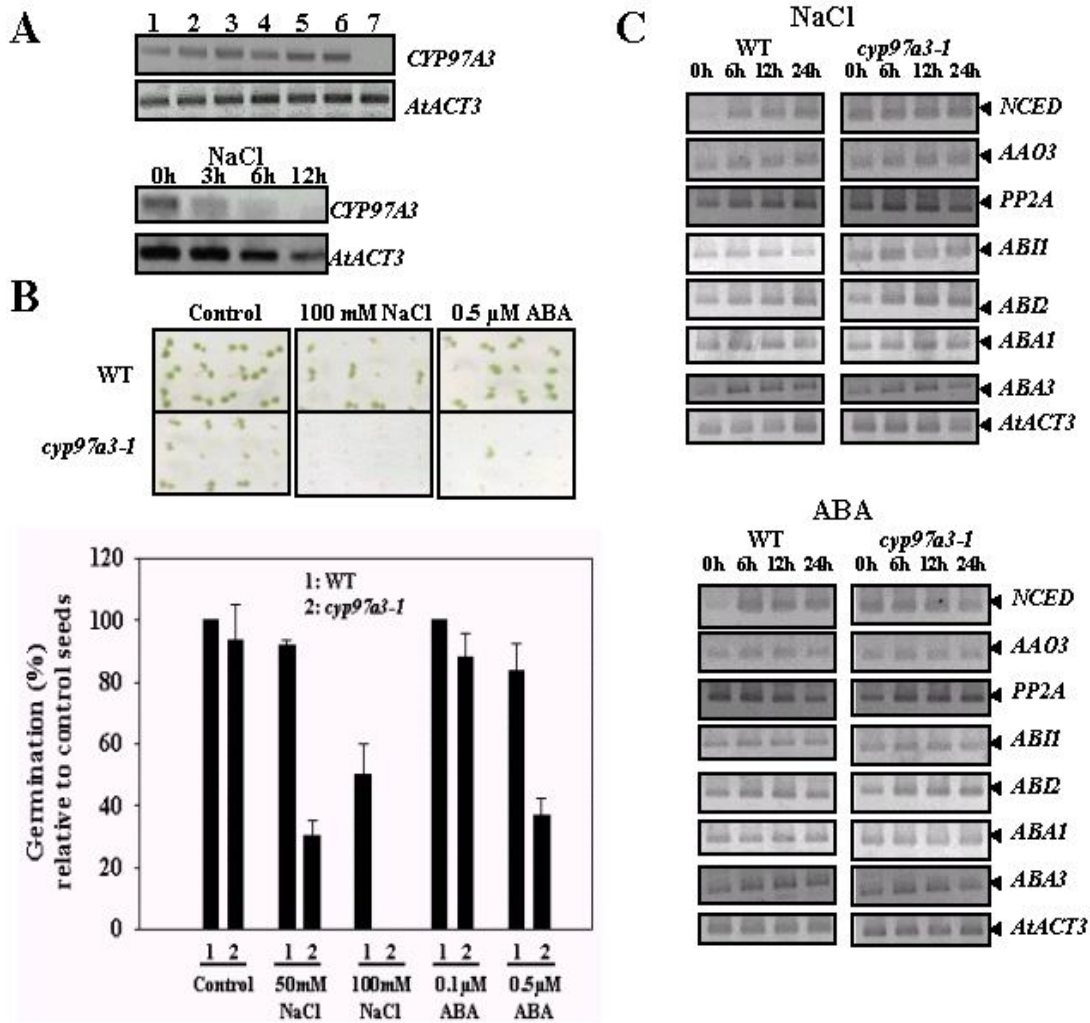 A
1 2 3 4 5 6 7
CYP97A3
AtACT3
NaCl
0h 3h 6h 12h
CYP97A3
AtACT3
B
Control 100 mM NaCl 0.5 µM ABA
WT
cyp97a3-1
Germination (%)
relative to control seeds
120
100
80
60
40
20
0
1: WT
2: cyp97a3-1
1 2 1 2 1 2 1 2 1 2
Control 50mM NaCl 100mM NaCl 0.1µM ABA 0.5µM ABA
C
NaCl
WT cyp97a3-1
0h 6h 12h 24h 0h 6h 12h 24h
NCED
AAO3
PP2A
ABI1
ABI2
ABA1
ABA3
AtACT3
ABA
WT cyp97a3-1
0h 6h 12h 24h 0h 6h 12h 24h
NCED
AAO3
PP2A
ABI1
ABI2
ABA1
ABA3
AtACT3